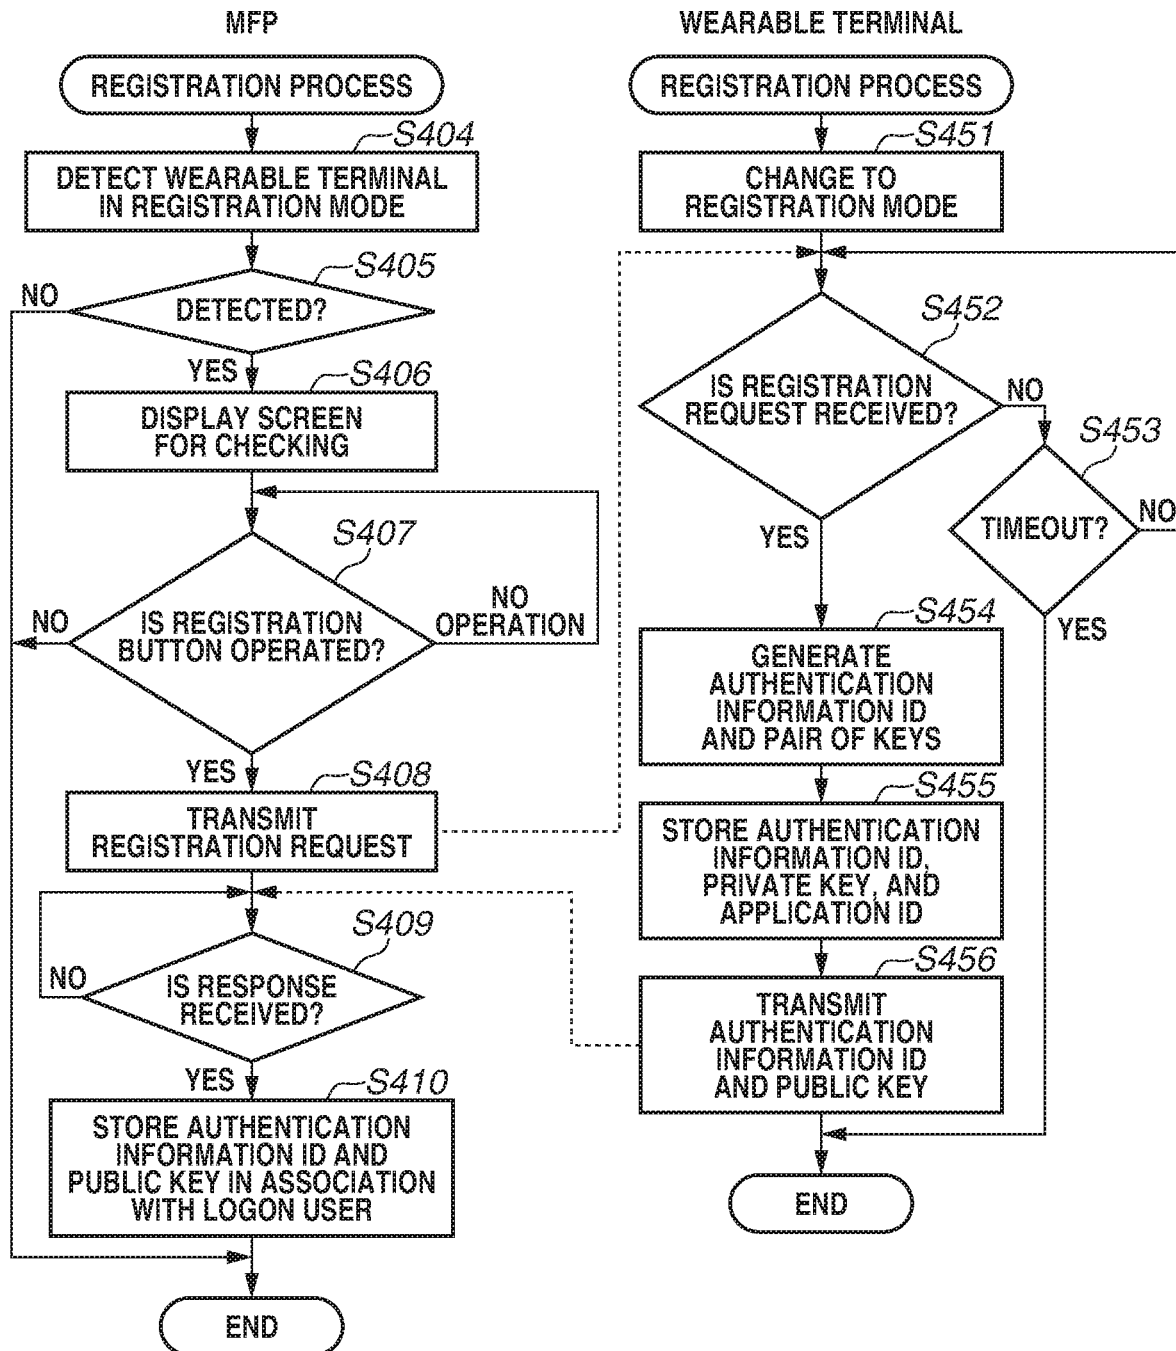 MFP
REGISTRATION PROCESS
S404
DETECT WEARABLE TERMINAL
IN REGISTRATION MODE
S405
NO
DETECTED?
YES
S406
DISPLAY SCREEN
FOR CHECKING
S407
NO
IS REGISTRATION
BUTTON OPERATED?
NO
OPERATION
YES
S408
TRANSMIT
REGISTRATION REQUEST
S409
NO
IS RESPONSE
RECEIVED?
YES
S410
STORE AUTHENTICATION
INFORMATION ID AND
PUBLIC KEY IN ASSOCIATION
WITH LOGON USER
END
WEARABLE TERMINAL
REGISTRATION PROCESS
S451
CHANGE TO
REGISTRATION MODE
S452
IS REGISTRATION
REQUEST RECEIVED?
NO
S453
TIMEOUT?
NO
YES
YES
S454
GENERATE
AUTHENTICATION
INFORMATION ID
AND PAIR OF KEYS
S455
STORE AUTHENTICATION
INFORMATION ID,
PRIVATE KEY, AND
APPLICATION ID
S456
TRANSMIT
AUTHENTICATION
INFORMATION ID
AND PUBLIC KEY
END